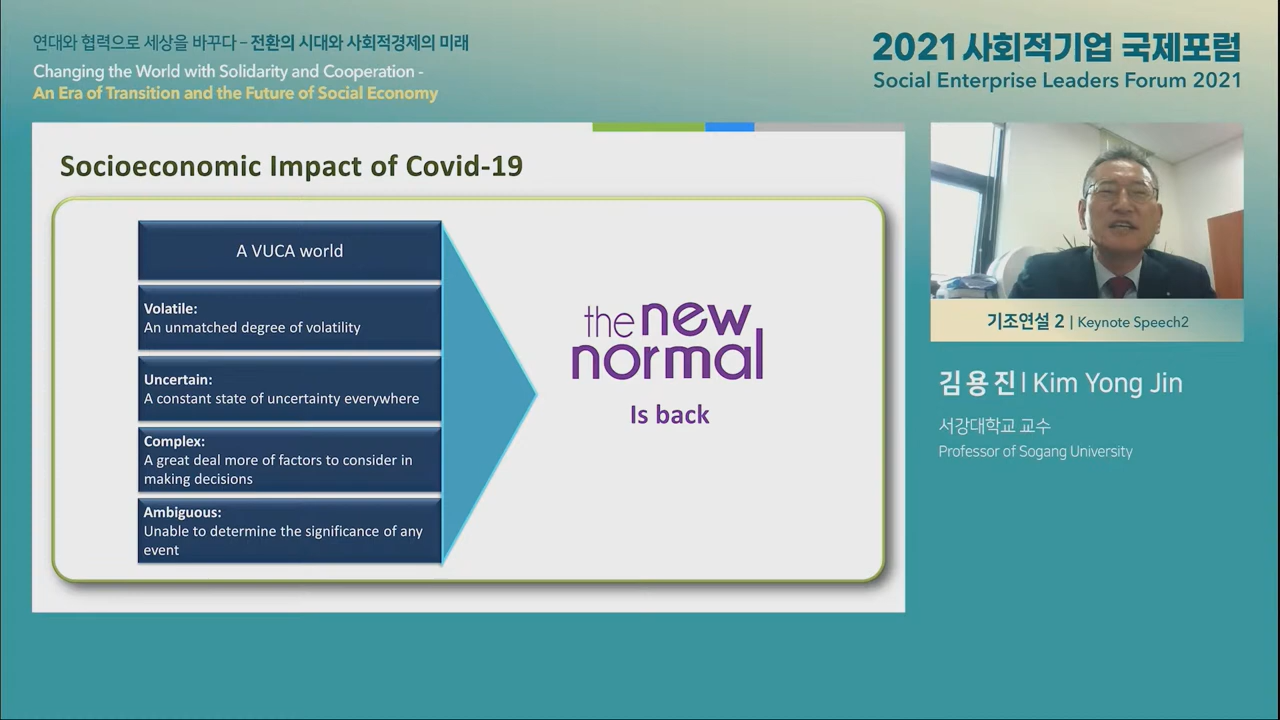 연대와 협력으로 세상을 바꾸다 – 전환의 시대와 사회적경제의 미래
Changing the World with Solidarity and Cooperation -
An Era of Transition and the Future of Social Economy
2021 사회적기업 국제포럼
Social Enterprise Leaders Forum 2021
Socioeconomic Impact of Covid-19
A VUCA world
Volatile:
An unmatched degree of volatility
Uncertain:
A constant state of uncertainty everywhere
Complex:
A great deal more of factors to consider in
making decisions
Ambiguous:
Unable to determine the significance of any
event
the new
normal
Is back
기조연설 2 | Keynote Speech2
김용진 | Kim Yong Jin
서강대학교 교수
Professor of Sogang University